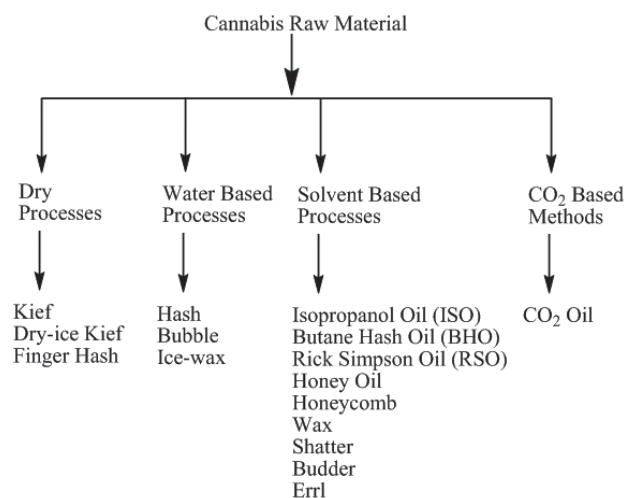 Cannabis Raw Material
Dry
Processes
Water Based
Processes
Solvent Based
Processes
CO₂ Based
Methods
Kief
Dry-ice Kief
Finger Hash
Hash
Bubble
Ice-wax
Isopropanol Oil (ISO)
Butane Hash Oil (BHO)
Rick Simpson Oil (RSO)
Honey Oil
Honeycomb
Wax
Shatter
Budder
Errl
CO₂ Oil